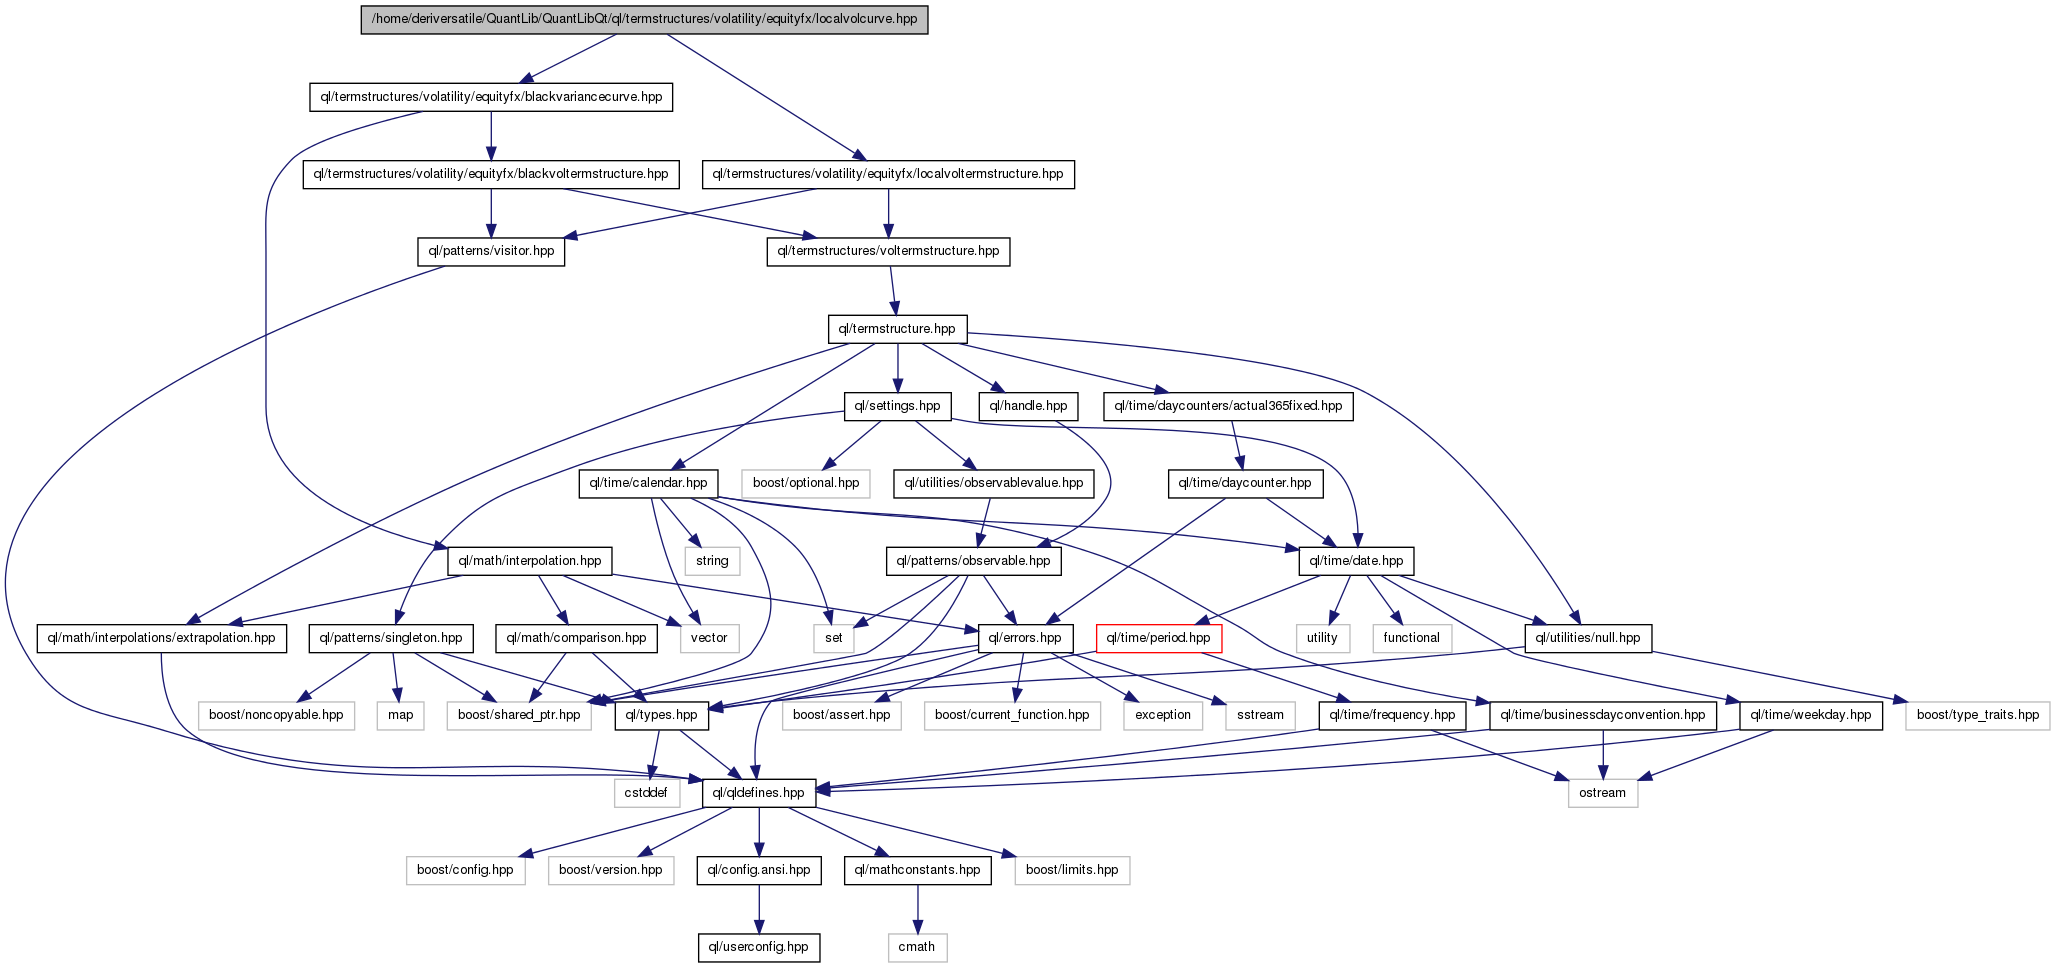 /home/deriversatile/QuantLib/QuantLibQt/ql/termstructures/volatility/equityfx/localvolcurve.hpp
ql/termstructures/volatility/equityfx/blackvariancecurve.hpp
ql/termstructures/volatility/equityfx/blackvoltermstructure.hpp
ql/termstructures/volatility/equityfx/localvoltermstructure.hpp
ql/patterns/visitor.hpp
ql/termstructures/voltermstructure.hpp
ql/termstructure.hpp
ql/settings.hpp
ql/handle.hpp
ql/time/daycounters/actual365fixed.hpp
ql/time/calendar.hpp
boost/optional.hpp
ql/utilities/observablevalue.hpp
ql/time/daycounter.hpp
ql/math/interpolation.hpp
string
ql/patterns/observable.hpp
ql/time/date.hpp
ql/math/interpolations/extrapolation.hpp
ql/patterns/singleton.hpp
ql/math/comparison.hpp
vector
set
ql/errors.hpp
ql/time/period.hpp
utility
functional
ql/utilities/null.hpp
boost/noncopyable.hpp
map
boost/shared_ptr.hpp
ql/types.hpp
boost/assert.hpp
boost/current_function.hpp
exception
sstream
ql/time/frequency.hpp
ql/time/businessdayconvention.hpp
ql/time/weekday.hpp
boost/type_traits.hpp
cstddef
ql/qldefines.hpp
ostream
boost/config.hpp
boost/version.hpp
ql/config.ansi.hpp
ql/mathconstants.hpp
boost/limits.hpp
ql/userconfig.hpp
cmath